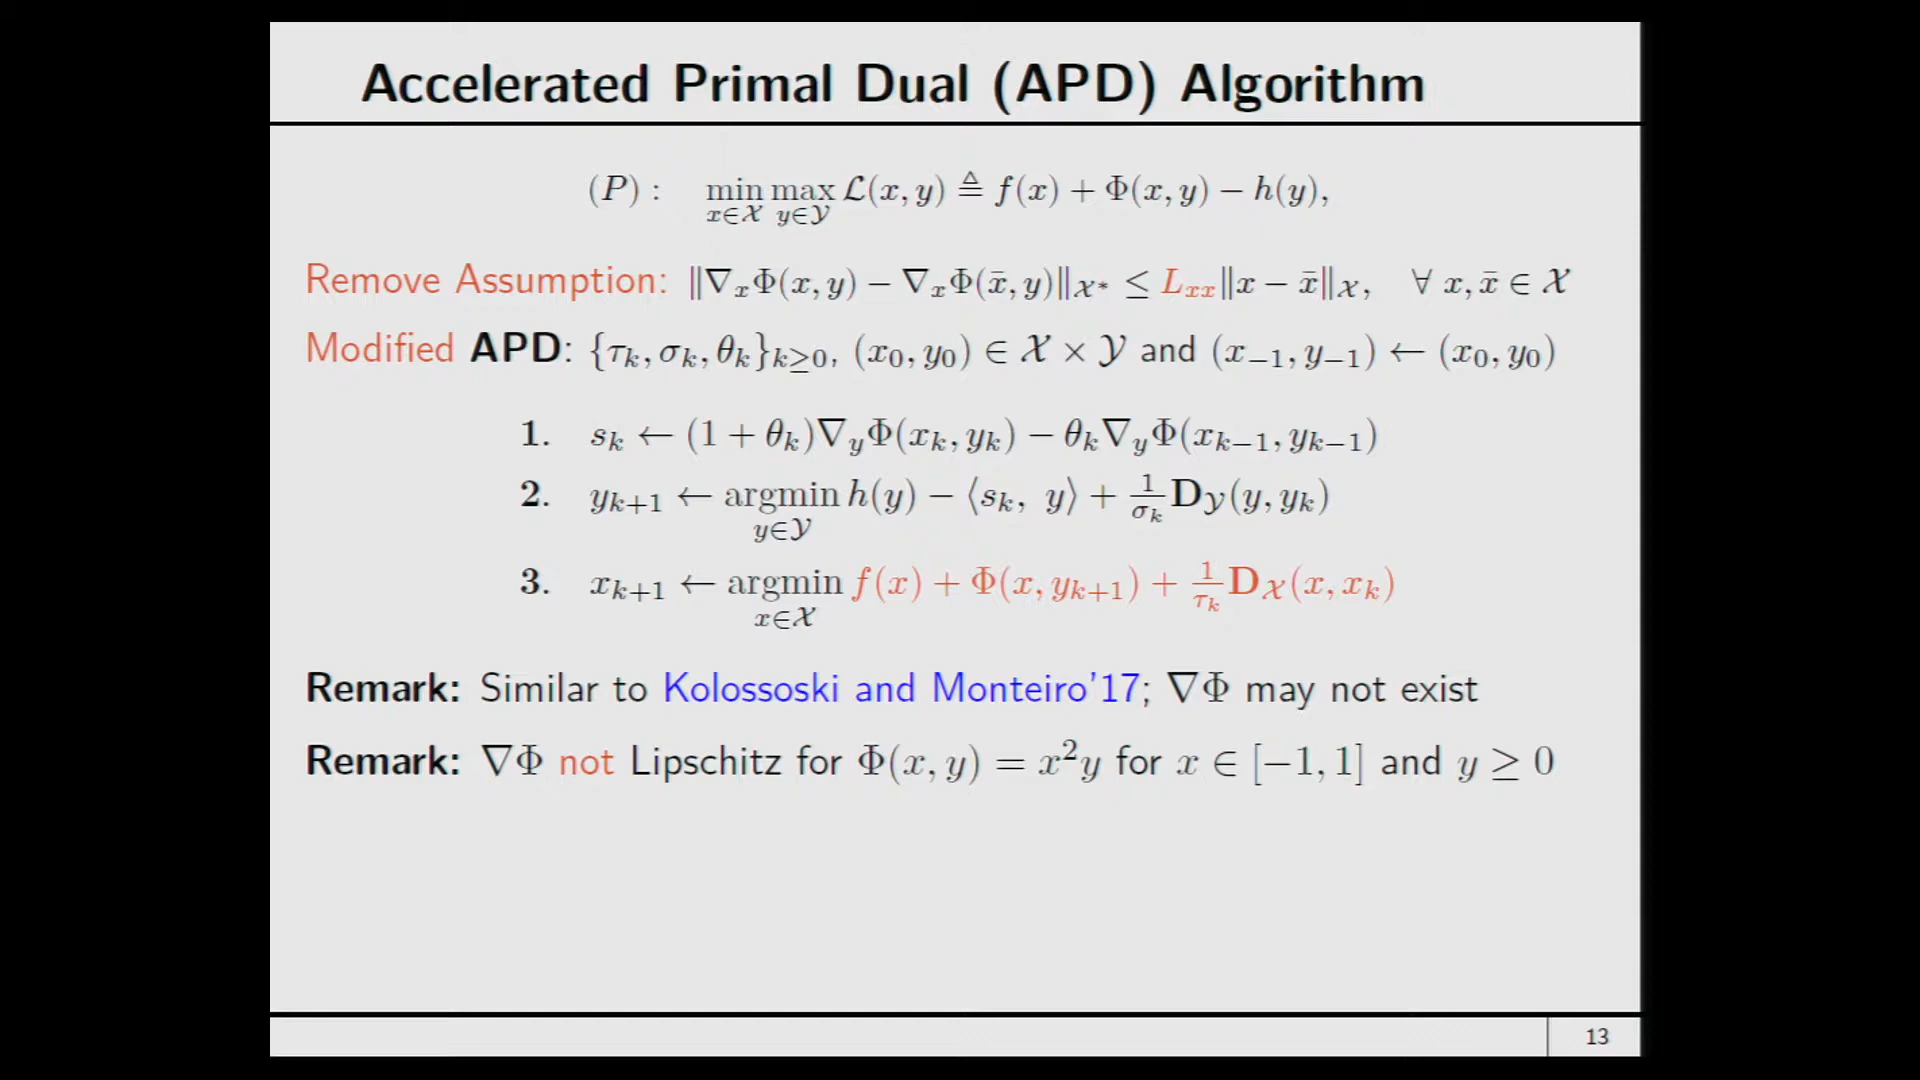 Accelerated Primal Dual (APD) Algorithm
(P) : min_{x∈𝒳} max_{y∈𝒴} ℒ(x, y) ≜ f(x) + Φ(x, y) − h(y),
Remove Assumption: ‖∇ₓΦ(x, y) − ∇ₓΦ(x̄, y)‖_{𝒳*} ≤ L_{xx}‖x − x̄‖_𝒳, ∀ x, x̄ ∈ 𝒳
Modified APD: {τ_k, σ_k, θ_k}_{k≥0}, (x_0, y_0) ∈ 𝒳 × 𝒴 and (x_{−1}, y_{−1}) ← (x_0, y_0)
1. s_k ← (1 + θ_k)∇_yΦ(x_k, y_k) − θ_k∇_yΦ(x_{k−1}, y_{k−1})
2. y_{k+1} ← argmin_{y∈𝒴} h(y) − ⟨s_k, y⟩ + \frac{1}{σ_k} D_𝒴(y, y_k)
3. x_{k+1} ← argmin_{x∈𝒳} f(x) + Φ(x, y_{k+1}) + \frac{1}{τ_k} D_𝒳(x, x_k)
Remark: Similar to Kolossoski and Monteiro'17; ∇Φ may not exist
Remark: ∇Φ not Lipschitz for Φ(x, y) = x²y for x ∈ [−1, 1] and y ≥ 0
13